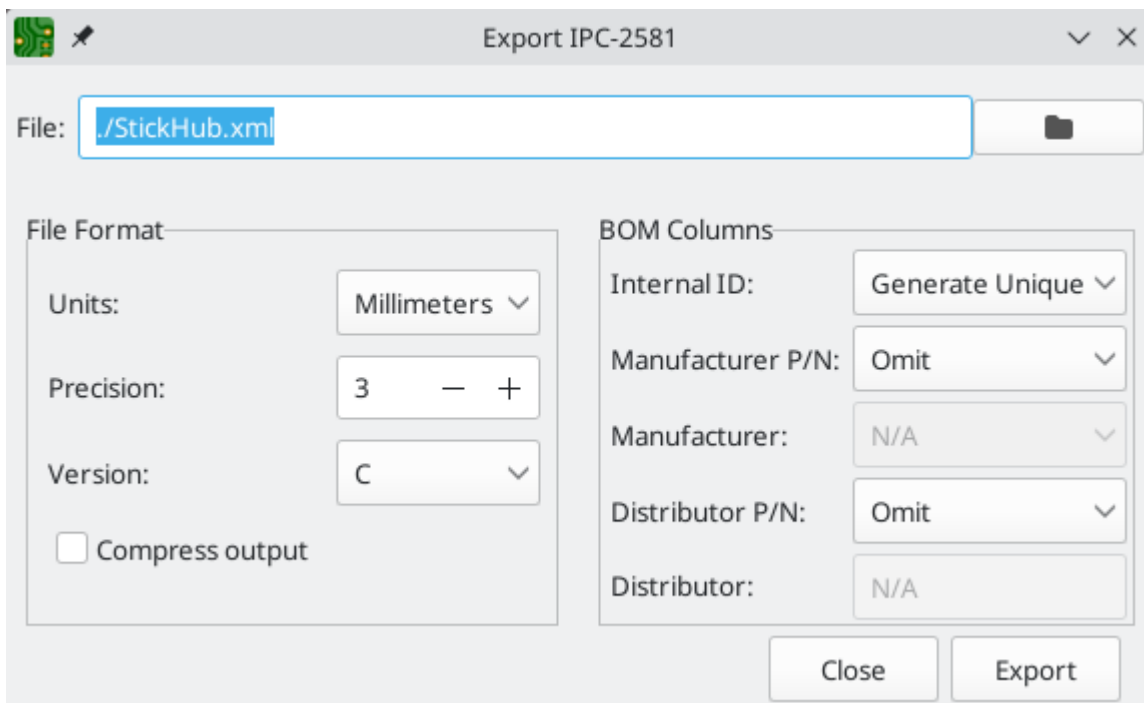 Export IPC-2581
File: ./StickHub.xml
File Format
Units: Millimeters
Precision: 3 — +
Version: C
Compress output
BOM Columns
Internal ID: Generate Unique
Manufacturer P/N: Omit
Manufacturer: N/A
Distributor P/N: Omit
Distributor: N/A
Close Export